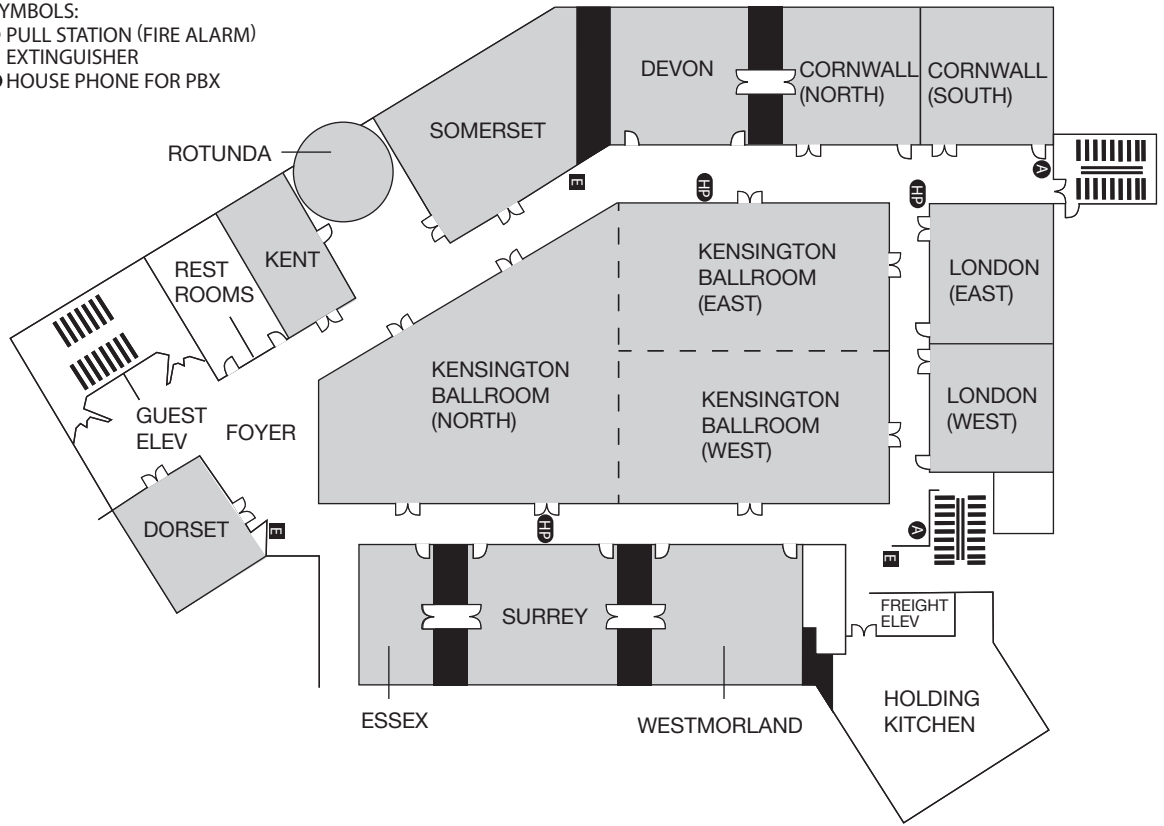 YMBOLS:
PULL STATION (FIRE ALARM)
EXTINGUISHER
HOUSE PHONE FOR PBX
DEVON
CORNWALL
(NORTH)
CORNWALL
(SOUTH)
SOMERSET
ROTUNDA
A
E
HP
HP
KENT
REST
ROOMS
KENSINGTON
BALLROOM
(EAST)
LONDON
(EAST)
KENSINGTON
BALLROOM
(NORTH)
KENSINGTON
BALLROOM
(WEST)
LONDON
(WEST)
GUEST
ELEV
FOYER
DORSET
E
HP
A
E
SURREY
FREIGHT
ELEV
ESSEX
WESTMORLAND
HOLDING
KITCHEN